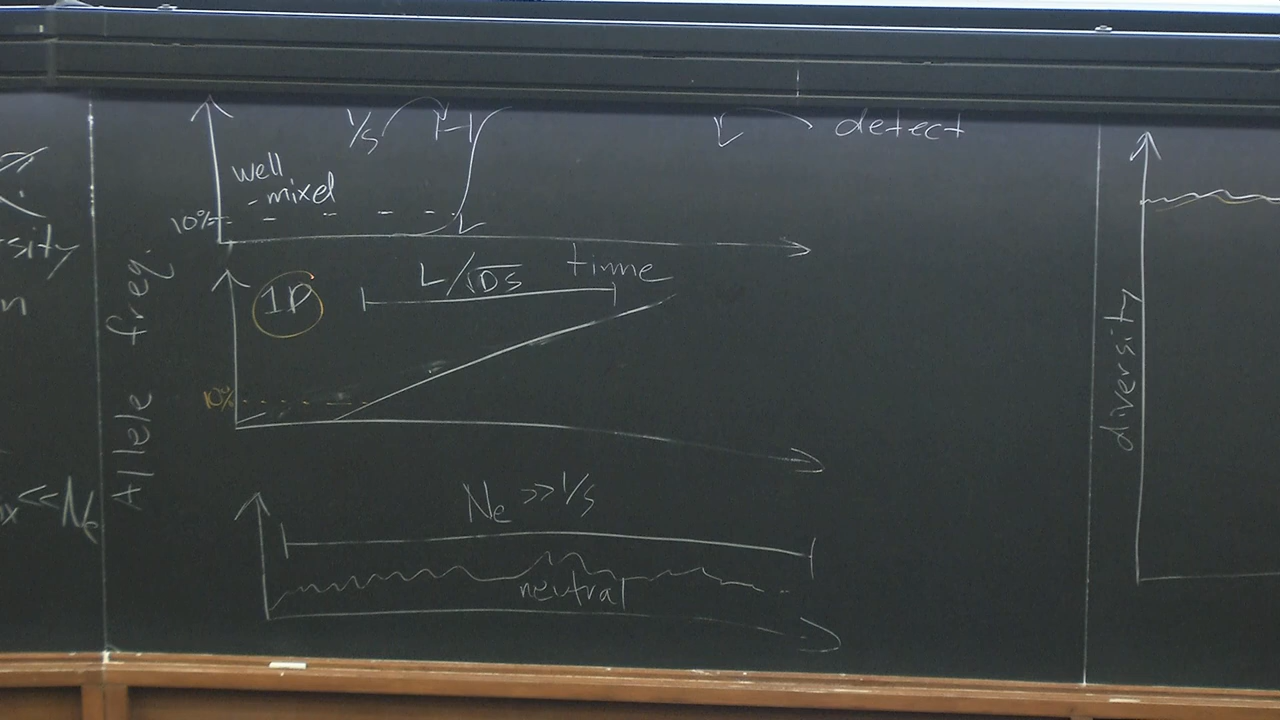 1/s
detect
well
-mixed
10%
time
Allele freq.
1D
L/√Ds
10%
Ne >> 1/s
neutral
sity
n
x << Ne
diversity